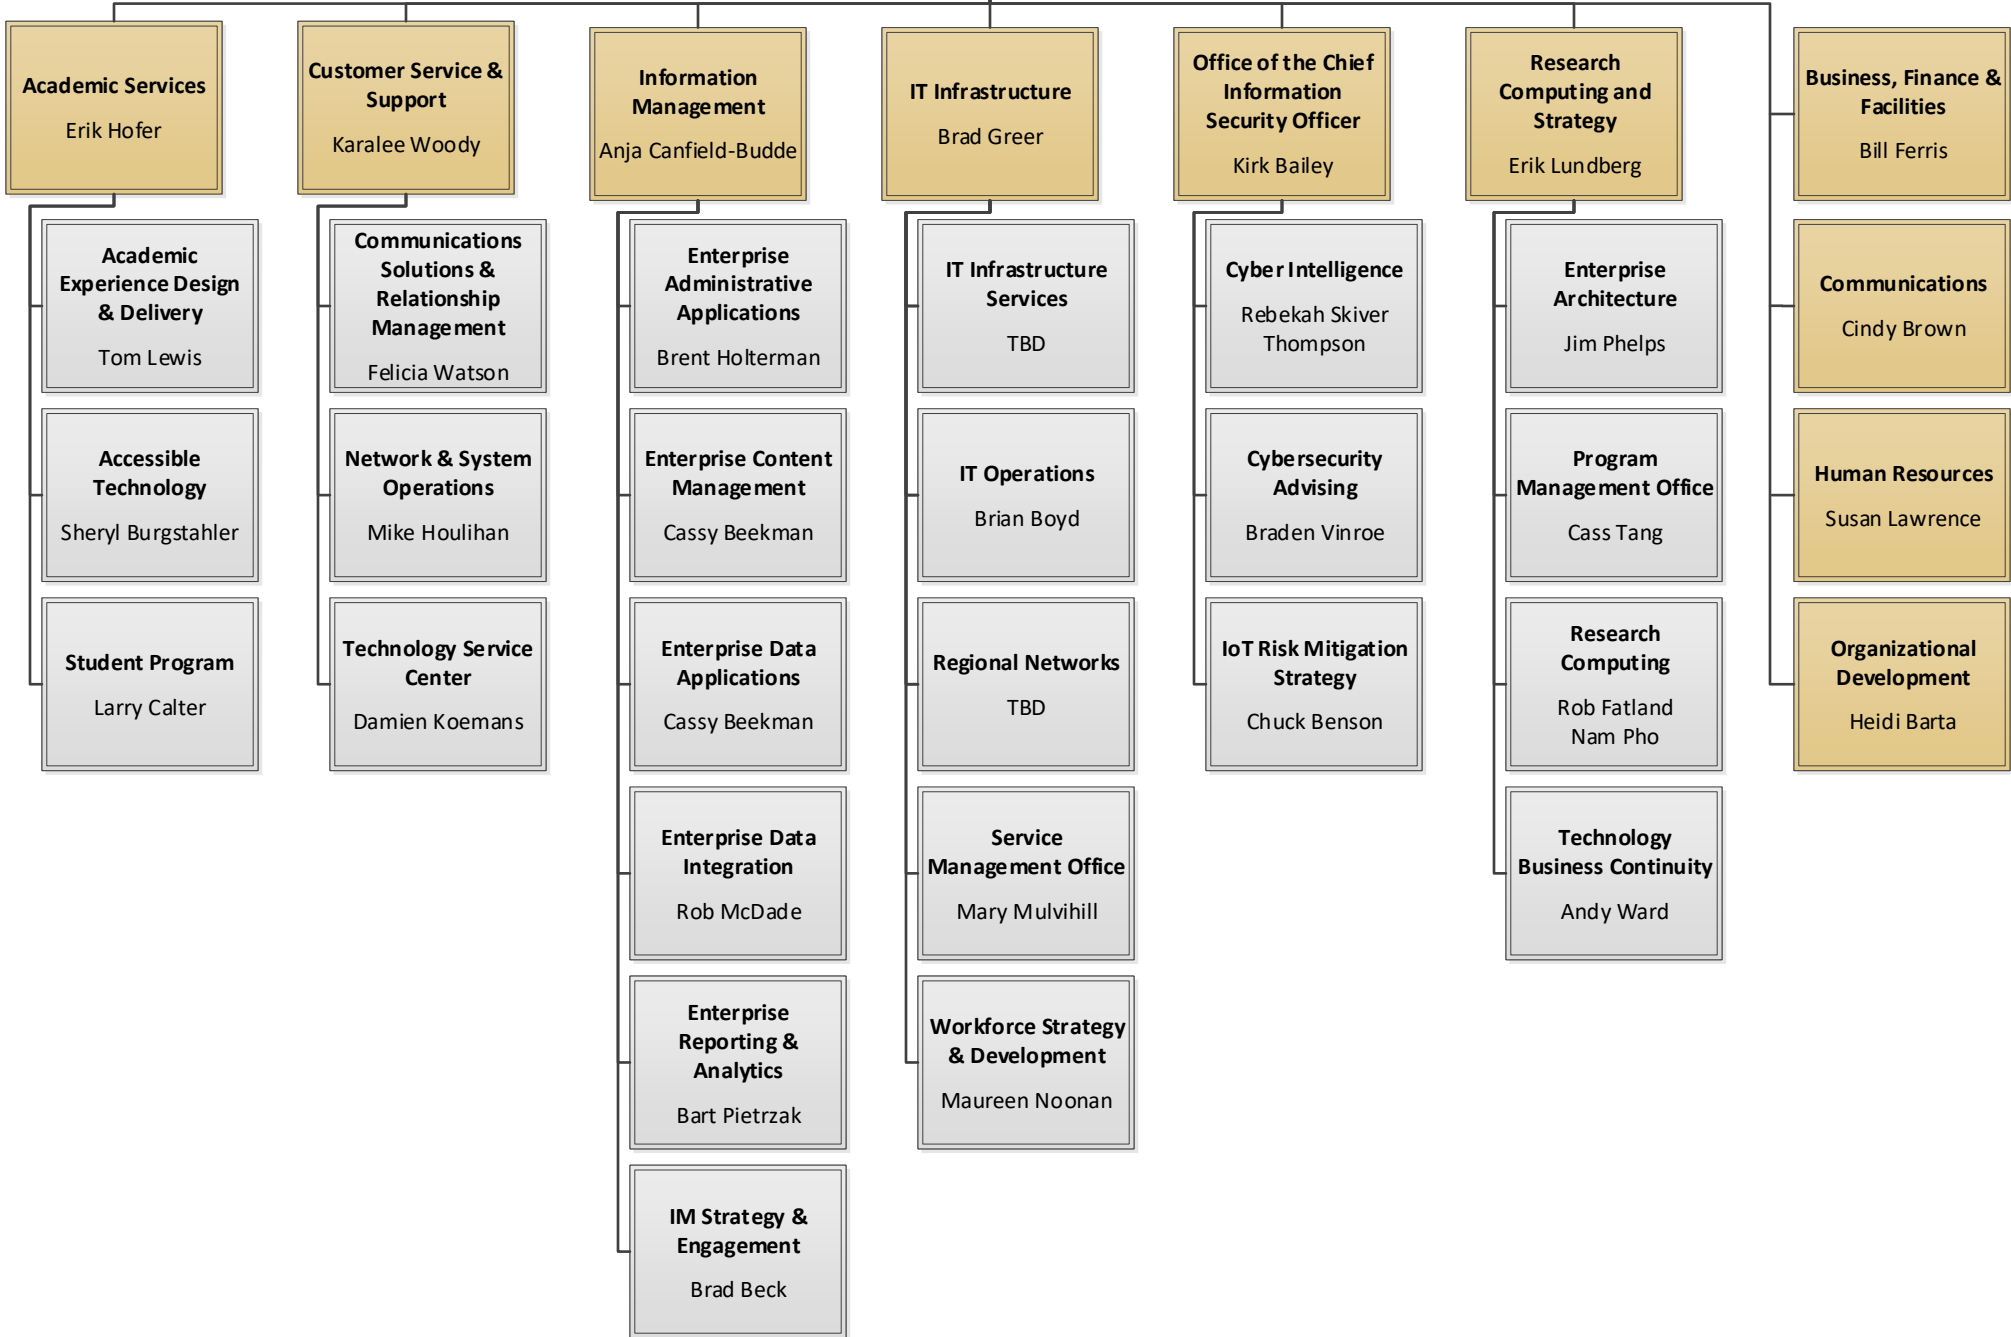 Academic Services
Erik Hofer
Academic
Experience Design
& Delivery
Tom Lewis
Accessible
Technology
Sheryl Burgstahler
Student Program
Larry Calter
Customer Service &
Support
Karalee Woody
Communications
Solutions &
Relationship
Management
Felicia Watson
Network & System
Operations
Mike Houlihan
Technology Service
Center
Damien Koemans
Information
Management
Anja Canfield-Budde
Enterprise
Administrative
Applications
Brent Holterman
Enterprise Content
Management
Cassy Beekman
Enterprise Data
Applications
Cassy Beekman
Enterprise Data
Integration
Rob McDade
Enterprise
Reporting &
Analytics
Bart Pietrzak
IM Strategy &
Engagement
Brad Beck
IT Infrastructure
Brad Greer
IT Infrastructure
Services
TBD
IT Operations
Brian Boyd
Regional Networks
TBD
Service
Management Office
Mary Mulvihill
Workforce Strategy
& Development
Maureen Noonan
Office of the Chief
Information
Security Officer
Kirk Bailey
Cyber Intelligence
Rebekah Skiver
Thompson
Cybersecurity
Advising
Braden Vinroe
IoT Risk Mitigation
Strategy
Chuck Benson
Research
Computing and
Strategy
Erik Lundberg
Enterprise
Architecture
Jim Phelps
Program
Management Office
Cass Tang
Research
Computing
Rob Fatland
Nam Pho
Technology
Business Continuity
Andy Ward
Business, Finance &
Facilities
Bill Ferris
Communications
Cindy Brown
Human Resources
Susan Lawrence
Organizational
Development
Heidi Barta